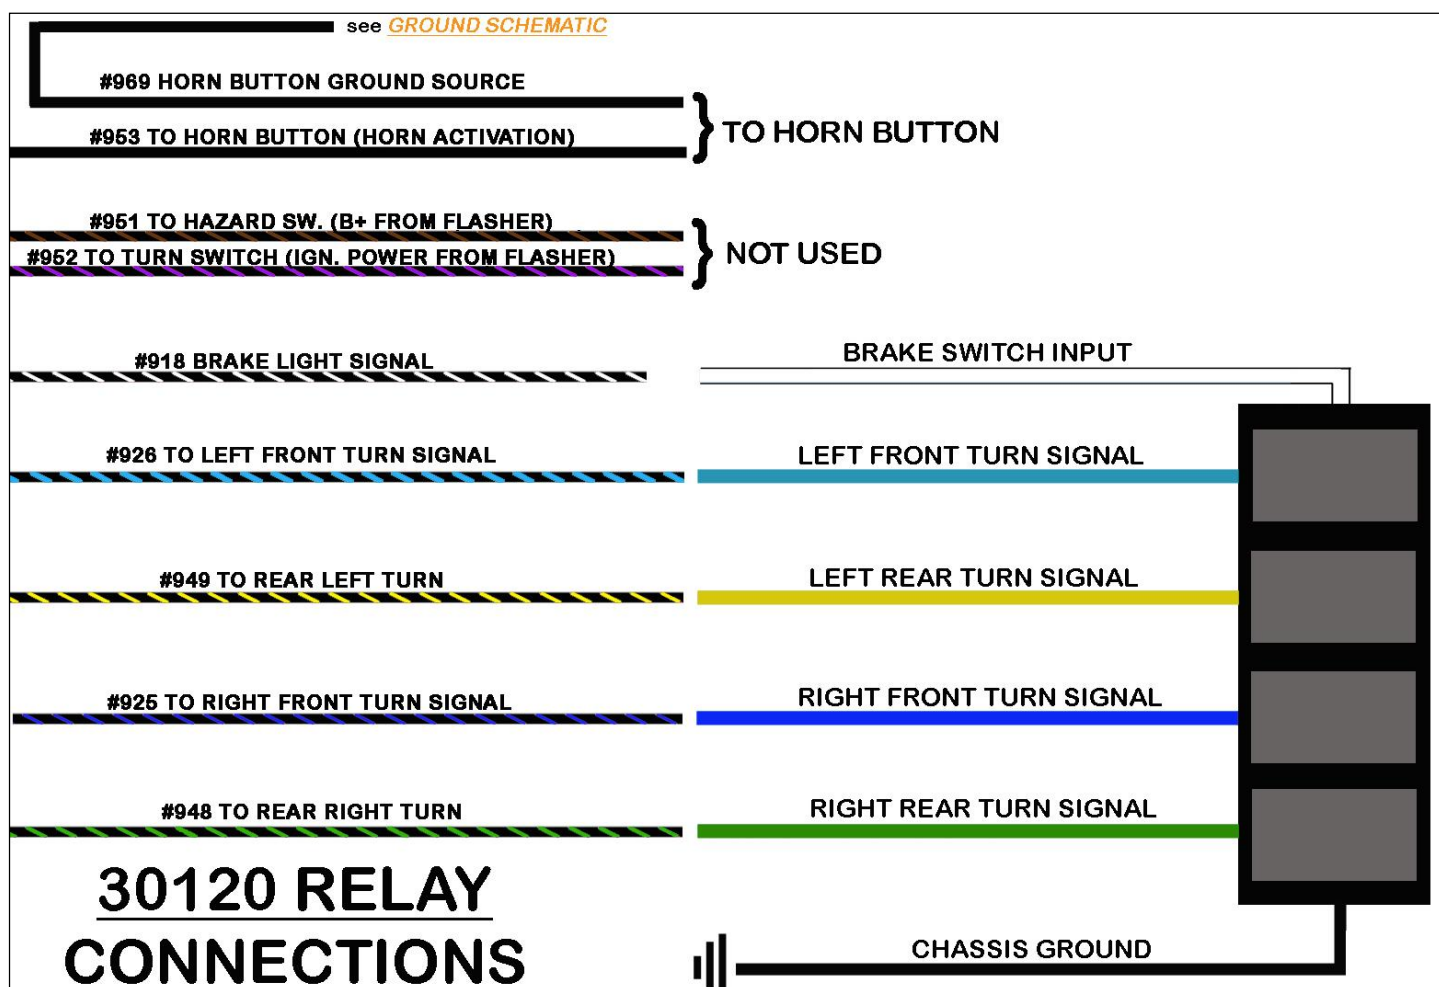 see GROUND SCHEMATIC
#969 HORN BUTTON GROUND SOURCE
#953 TO HORN BUTTON (HORN ACTIVATION)
TO HORN BUTTON
#951 TO HAZARD SW. (B+ FROM FLASHER)
#952 TO TURN SWITCH (IGN. POWER FROM FLASHER)
NOT USED
#918 BRAKE LIGHT SIGNAL
BRAKE SWITCH INPUT
#926 TO LEFT FRONT TURN SIGNAL
LEFT FRONT TURN SIGNAL
#949 TO REAR LEFT TURN
LEFT REAR TURN SIGNAL
#925 TO RIGHT FRONT TURN SIGNAL
RIGHT FRONT TURN SIGNAL
#948 TO REAR RIGHT TURN
RIGHT REAR TURN SIGNAL
30120 RELAY
CONNECTIONS
CHASSIS GROUND